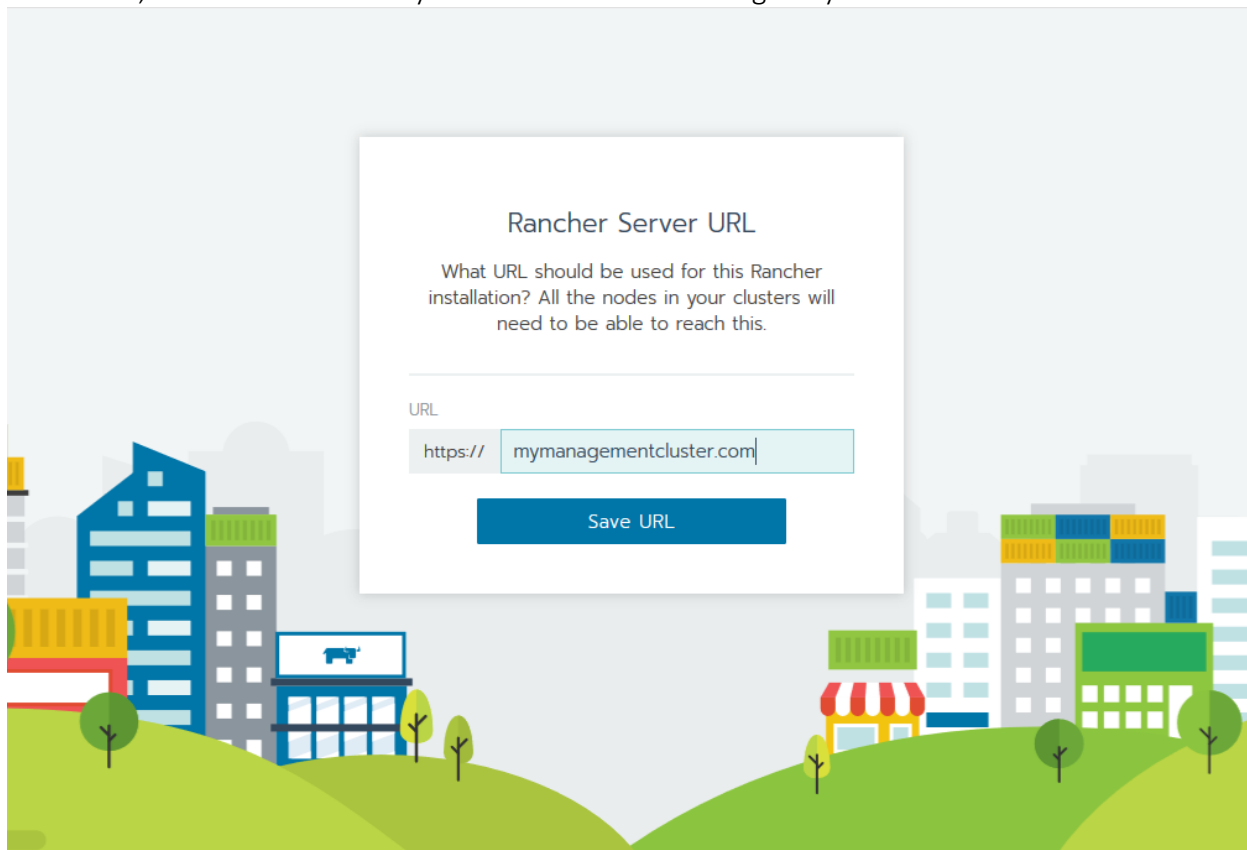 Rancher Server URL
What URL should be used for this Rancher
installation? All the nodes in your clusters will
need to be able to reach this.
URL
https:// mymanagementcluster.com
Save URL